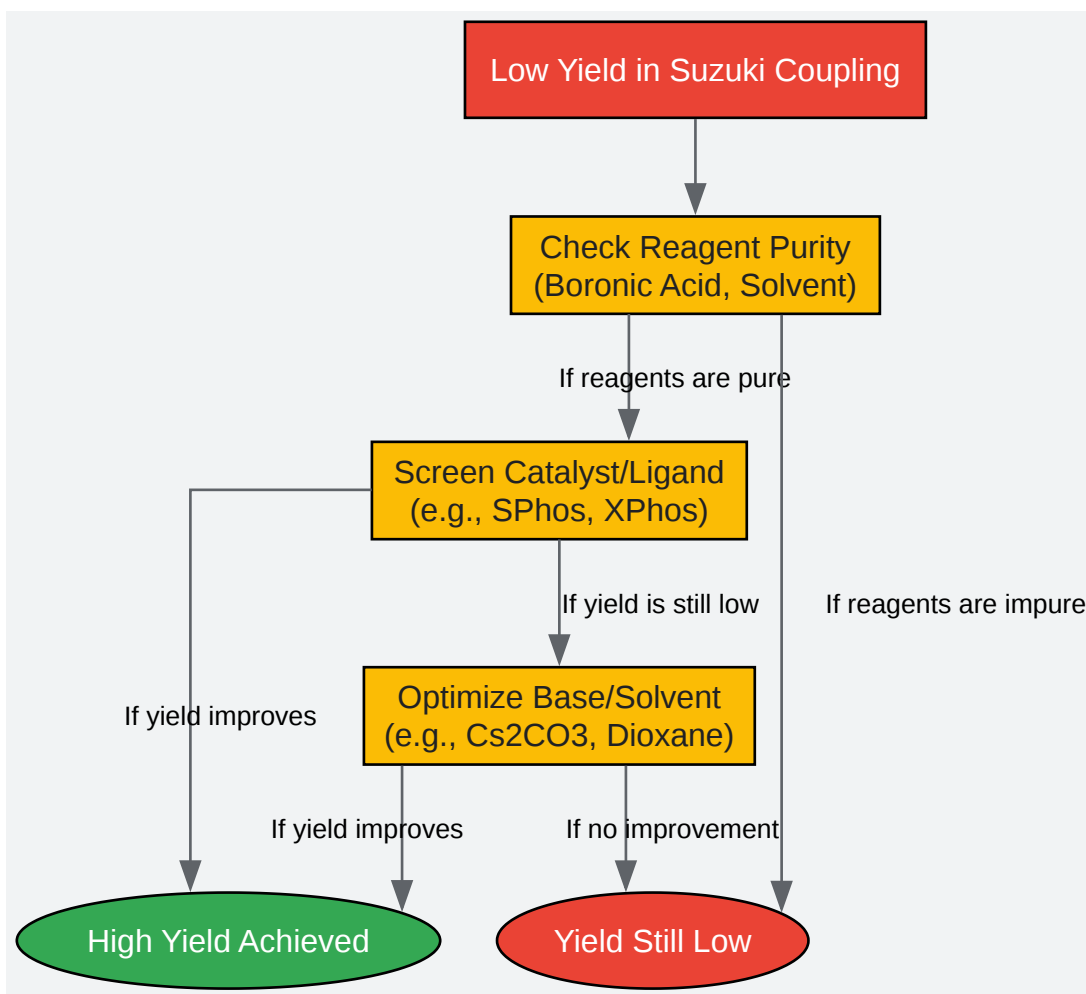 Low Yield in Suzuki Coupling
Check Reagent Purity
(Boronic Acid, Solvent)
If reagents are pure
Screen Catalyst/Ligand
(e.g., SPhos, XPhos)
If yield is still low
If reagents are impure
Optimize Base/Solvent
(e.g., Cs2CO3, Dioxane)
If yield improves
If yield improves
If no improvement
High Yield Achieved
Yield Still Low